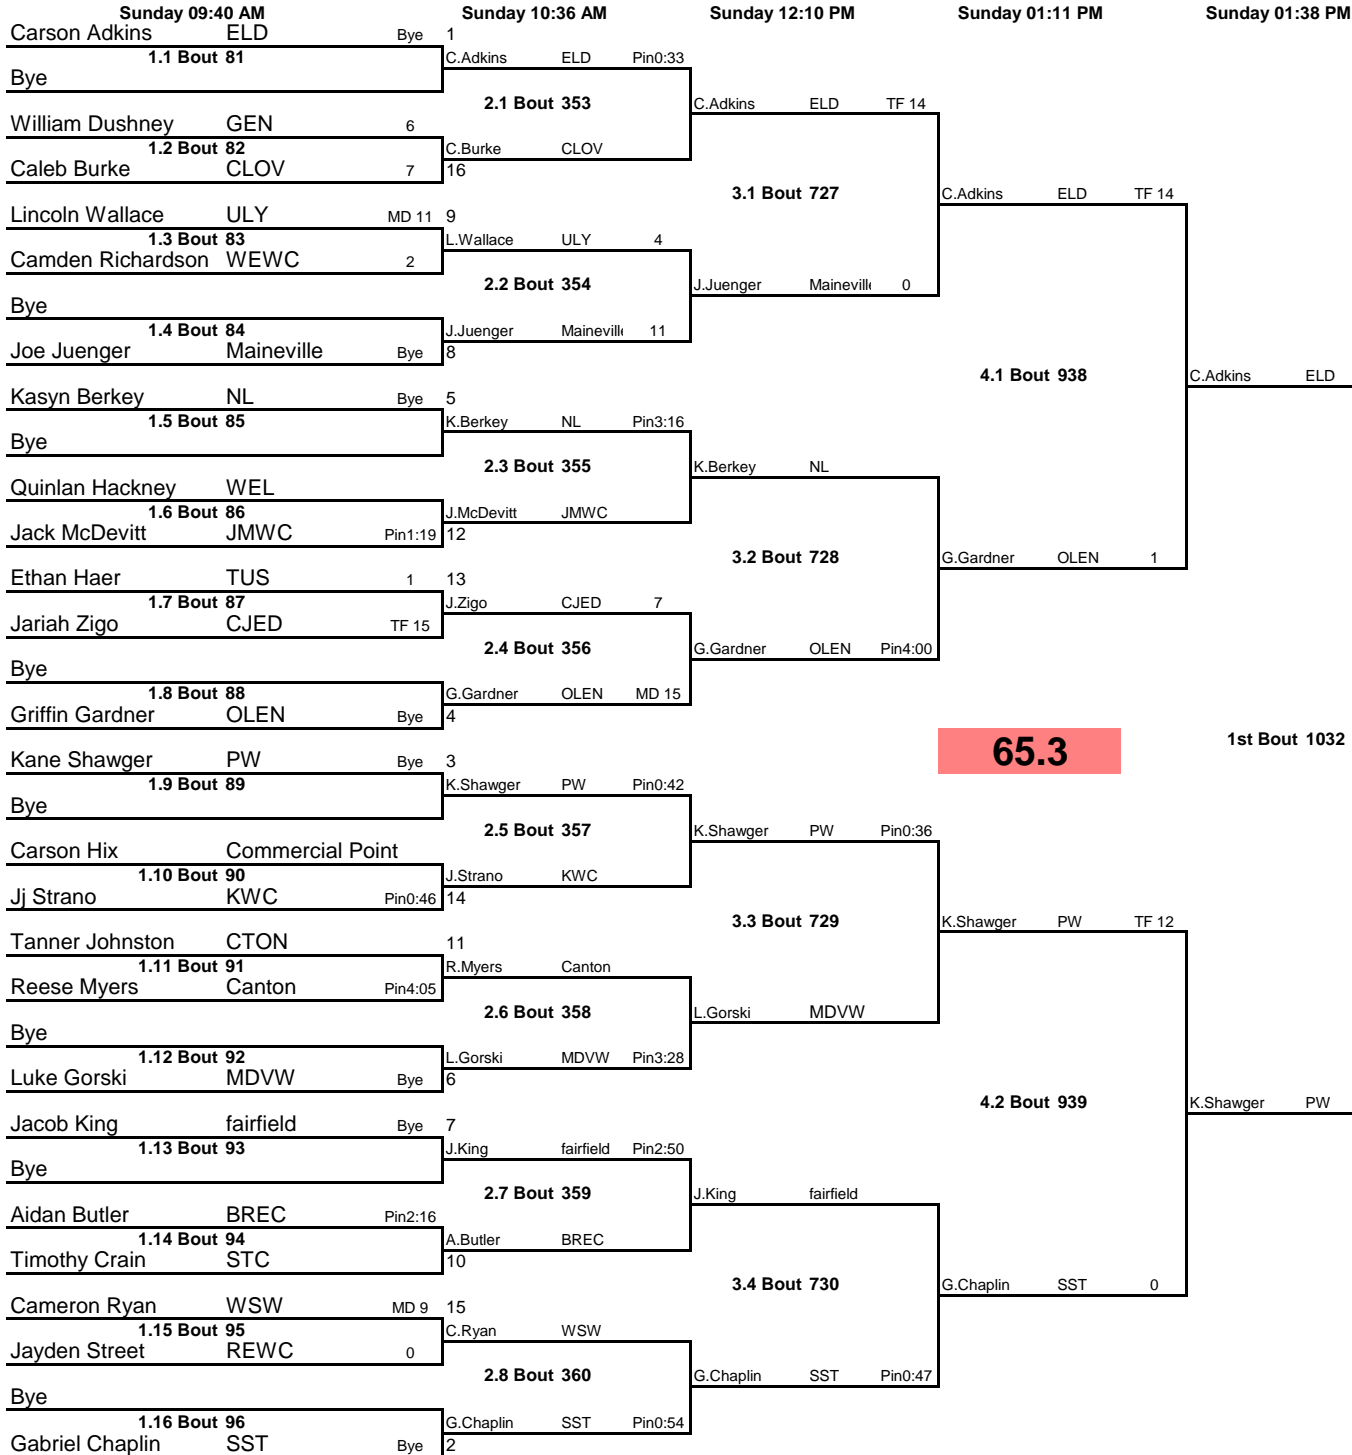 Sunday 09:40 AM Sunday 10:36 AM Sunday 12:10 PM Sunday 01:11 PM Sunday 01:38 PM
Carson Adkins ELD Bye 1
1.1 Bout 81 C.Adkins ELD Pin0:33
Bye
2.1 Bout 353 C.Adkins ELD TF 14
William Dushney GEN 6
1.2 Bout 82 C.Burke CLOV
Caleb Burke CLOV 7 16
3.1 Bout 727 C.Adkins ELD TF 14
Lincoln Wallace ULY MD 11 9
1.3 Bout 83 L.Wallace ULY 4
Camden Richardson WEWC 2
2.2 Bout 354 J.Juenger Maineville 0
Bye
1.4 Bout 84 J.Juenger Maineville 11
Joe Juenger Maineville Bye 8
4.1 Bout 938 C.Adkins ELD
Kasyn Berkey NL Bye 5
1.5 Bout 85 K.Berkey NL Pin3:16
Bye
2.3 Bout 355 K.Berkey NL
Quinlan Hackney WEL
1.6 Bout 86 J.McDevitt JMWC
Jack McDevitt JMWC Pin1:19 12
3.2 Bout 728 G.Gardner OLEN 1
Ethan Haer TUS 1 13
1.7 Bout 87 J.Zigo CJED 7
Jariah Zigo CJED TF 15
2.4 Bout 356 G.Gardner OLEN Pin4:00
Bye
1.8 Bout 88 G.Gardner OLEN MD 15
Griffin Gardner OLEN Bye 4
65.3 1st Bout 1032
Kane Shawger PW Bye 3
1.9 Bout 89 K.Shawger PW Pin0:42
Bye
2.5 Bout 357 K.Shawger PW Pin0:36
Carson Hix Commercial Point
1.10 Bout 90 J.Strano KWC
Jj Strano KWC Pin0:46 14
3.3 Bout 729 K.Shawger PW TF 12
Tanner Johnston CTON 11
1.11 Bout 91 R.Myers Canton
Reese Myers Canton Pin4:05
2.6 Bout 358 L.Gorski MDVW
Bye
1.12 Bout 92 L.Gorski MDVW Pin3:28
Luke Gorski MDVW Bye 6
4.2 Bout 939 K.Shawger PW
Jacob King fairfield Bye 7
1.13 Bout 93 J.King fairfield Pin2:50
Bye
2.7 Bout 359 J.King fairfield
Aidan Butler BREC Pin2:16
1.14 Bout 94 A.Butler BREC
Timothy Crain STC 10
3.4 Bout 730 G.Chaplin SST 0
Cameron Ryan WSW MD 9 15
1.15 Bout 95 C.Ryan WSW
Jayden Street REWC 0
2.8 Bout 360 G.Chaplin SST Pin0:47
Bye
1.16 Bout 96 G.Chaplin SST Pin0:54
Gabriel Chaplin SST Bye 2